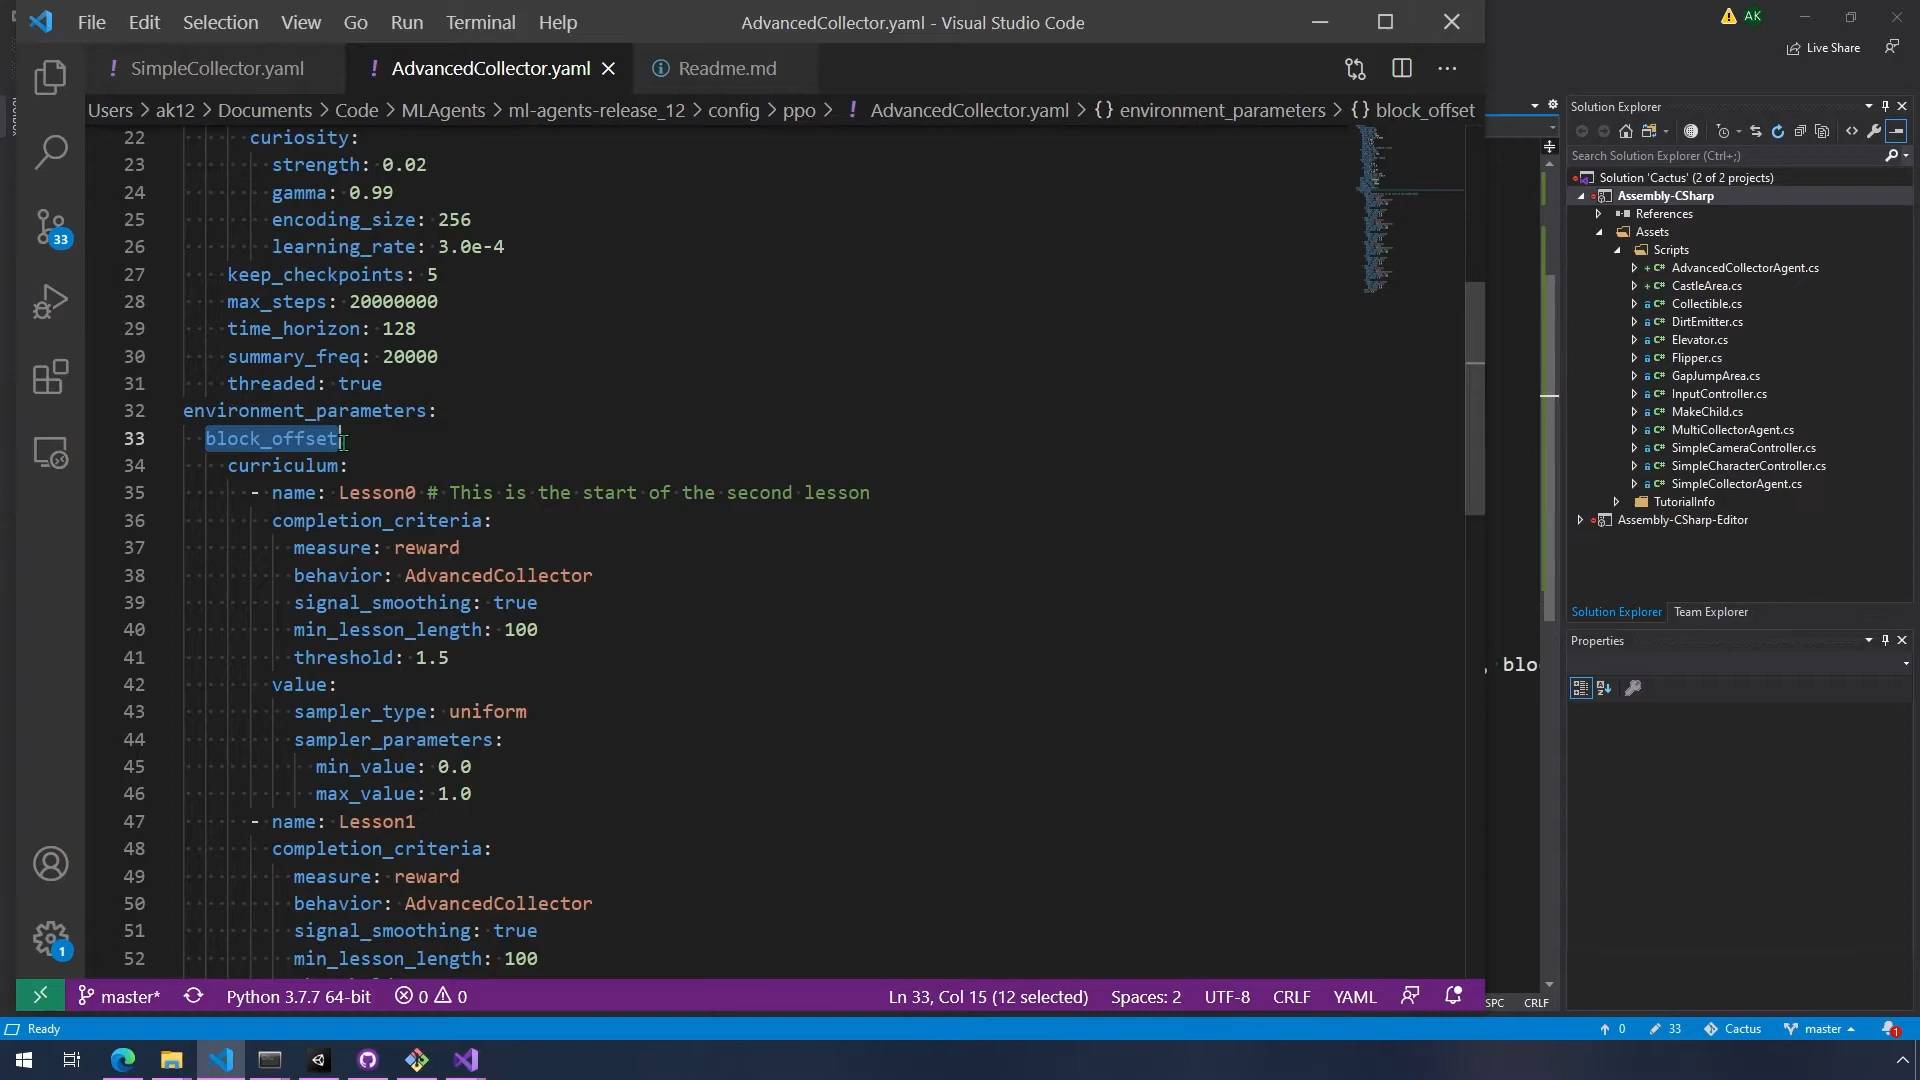 File Edit Selection View Go Run Terminal Help
AdvancedCollector.yaml - Visual Studio Code
AK
Live Share
! SimpleCollector.yaml
! AdvancedCollector.yaml
Readme.md
Users > ak12 > Documents > Code > MLAgents > ml-agents-release_12 > config > ppo > ! AdvancedCollector.yaml > {} environment_parameters > {} block_offset
22 curiosity:
23 strength: 0.02
24 gamma: 0.99
25 encoding_size: 256
26 learning_rate: 3.0e-4
27 keep_checkpoints: 5
28 max_steps: 20000000
29 time_horizon: 128
30 summary_freq: 20000
31 threaded: true
32 environment_parameters:
33 block_offset
34 curriculum:
35 - name: Lesson0 # This is the start of the second lesson
36 completion_criteria:
37 measure: reward
38 behavior: AdvancedCollector
39 signal_smoothing: true
40 min_lesson_length: 100
41 threshold: 1.5
42 value:
43 sampler_type: uniform
44 sampler_parameters:
45 min_value: 0.0
46 max_value: 1.0
47 - name: Lesson1
48 completion_criteria:
49 measure: reward
50 behavior: AdvancedCollector
51 signal_smoothing: true
52 min_lesson_length: 100
33
1
master*
Python 3.7.7 64-bit
0 0
Ln 33, Col 15 (12 selected)
Spaces: 2
UTF-8
CRLF
YAML
, blo
SPC CRLF
Solution Explorer
Search Solution Explorer (Ctrl+;)
Solution 'Cactus' (2 of 2 projects)
Assembly-CSharp
References
Assets
Scripts
+ C# AdvancedCollectorAgent.cs
+ C# CastleArea.cs
C# Collectible.cs
C# DirtEmitter.cs
C# Elevator.cs
C# Flipper.cs
C# GapJumpArea.cs
C# InputController.cs
C# MakeChild.cs
C# MultiCollectorAgent.cs
C# SimpleCameraController.cs
C# SimpleCharacterController.cs
C# SimpleCollectorAgent.cs
TutorialInfo
Assembly-CSharp-Editor
Solution Explorer Team Explorer
Properties
Ready
0
33
Cactus
master
1